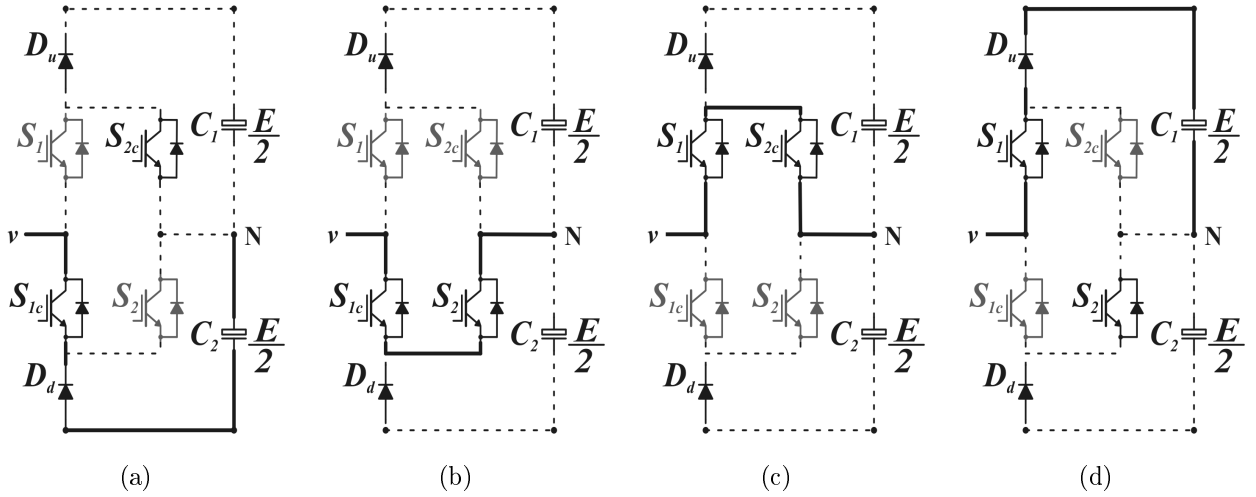 D_u
S_1
S_2c
C_1
E/2
v
N
S_1c
S_2
C_2
E/2
D_d
(a)
D_u
S_1
S_2c
C_1
E/2
v
N
S_1c
S_2
C_2
E/2
D_d
(b)
D_u
S_1
S_2c
C_1
E/2
v
N
S_1c
S_2
C_2
E/2
D_d
(c)
D_u
S_1
S_2c
C_1
E/2
v
N
S_1c
S_2
C_2
E/2
D_d
(d)